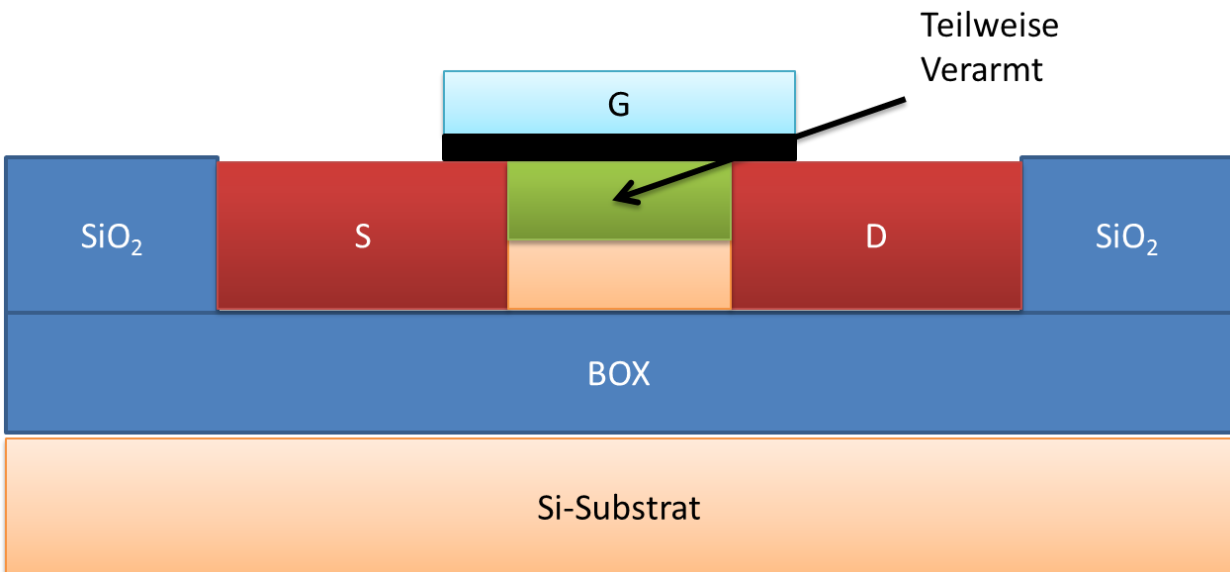 Teilweise
Verarmt
G
SiO₂
S
D
SiO₂
BOX
Si-Substrat